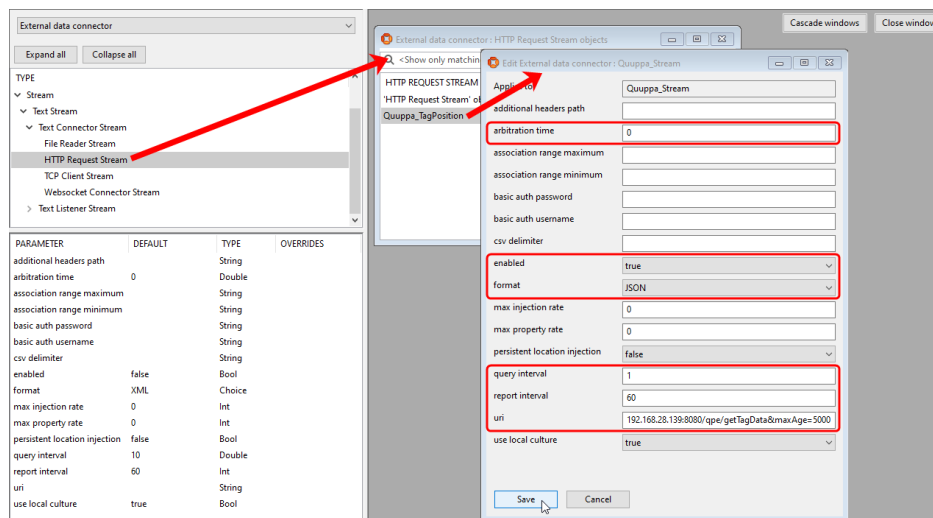 External data connector
Expand all
Collapse all
TYPE
Stream
Text Stream
Text Connector Stream
File Reader Stream
HTTP Request Stream
TCP Client Stream
Websocket Connector Stream
Text Listener Stream
PARAMETER DEFAULT TYPE OVERRIDES
additional headers path String
arbitration time 0 Double
association range maximum String
association range minimum String
basic auth password String
basic auth username String
csv delimiter String
enabled false Bool
format XML Choice
max injection rate 0 Int
max property rate 0 Int
persistent location injection false Bool
query interval 10 Double
report interval 60 Int
uri String
use local culture true Bool
Cascade windows
Close window
External data connector : HTTP Request Stream objects
<Show only matchin
HTTP REQUEST STREAM
'HTTP Request Stream' ob
Quuppa_TagPosition
Edit External data connector : Quuppa_Stream
Quuppa_Stream
additional headers path
arbitration time 0
association range maximum
association range minimum
basic auth password
basic auth username
csv delimiter
enabled true
format JSON
max injection rate 0
max property rate 0
persistent location injection false
query interval 1
report interval 60
uri 192.168.28.139:8080/qpe/getTagData&maxAge=5000
use local culture true
Save
Cancel